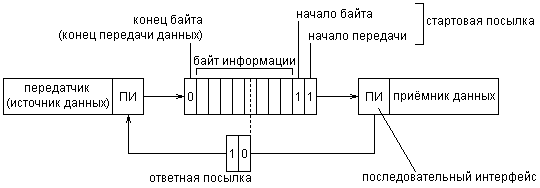 конец байта
(конец передачи данных)
начало байта
стартовая посылка
начало передачи
байт информации
передатчик
(источник данных)
ПИ
0
1 1
ПИ
приёмник данных
1 0
ответная посылка
последовательный интерфейс